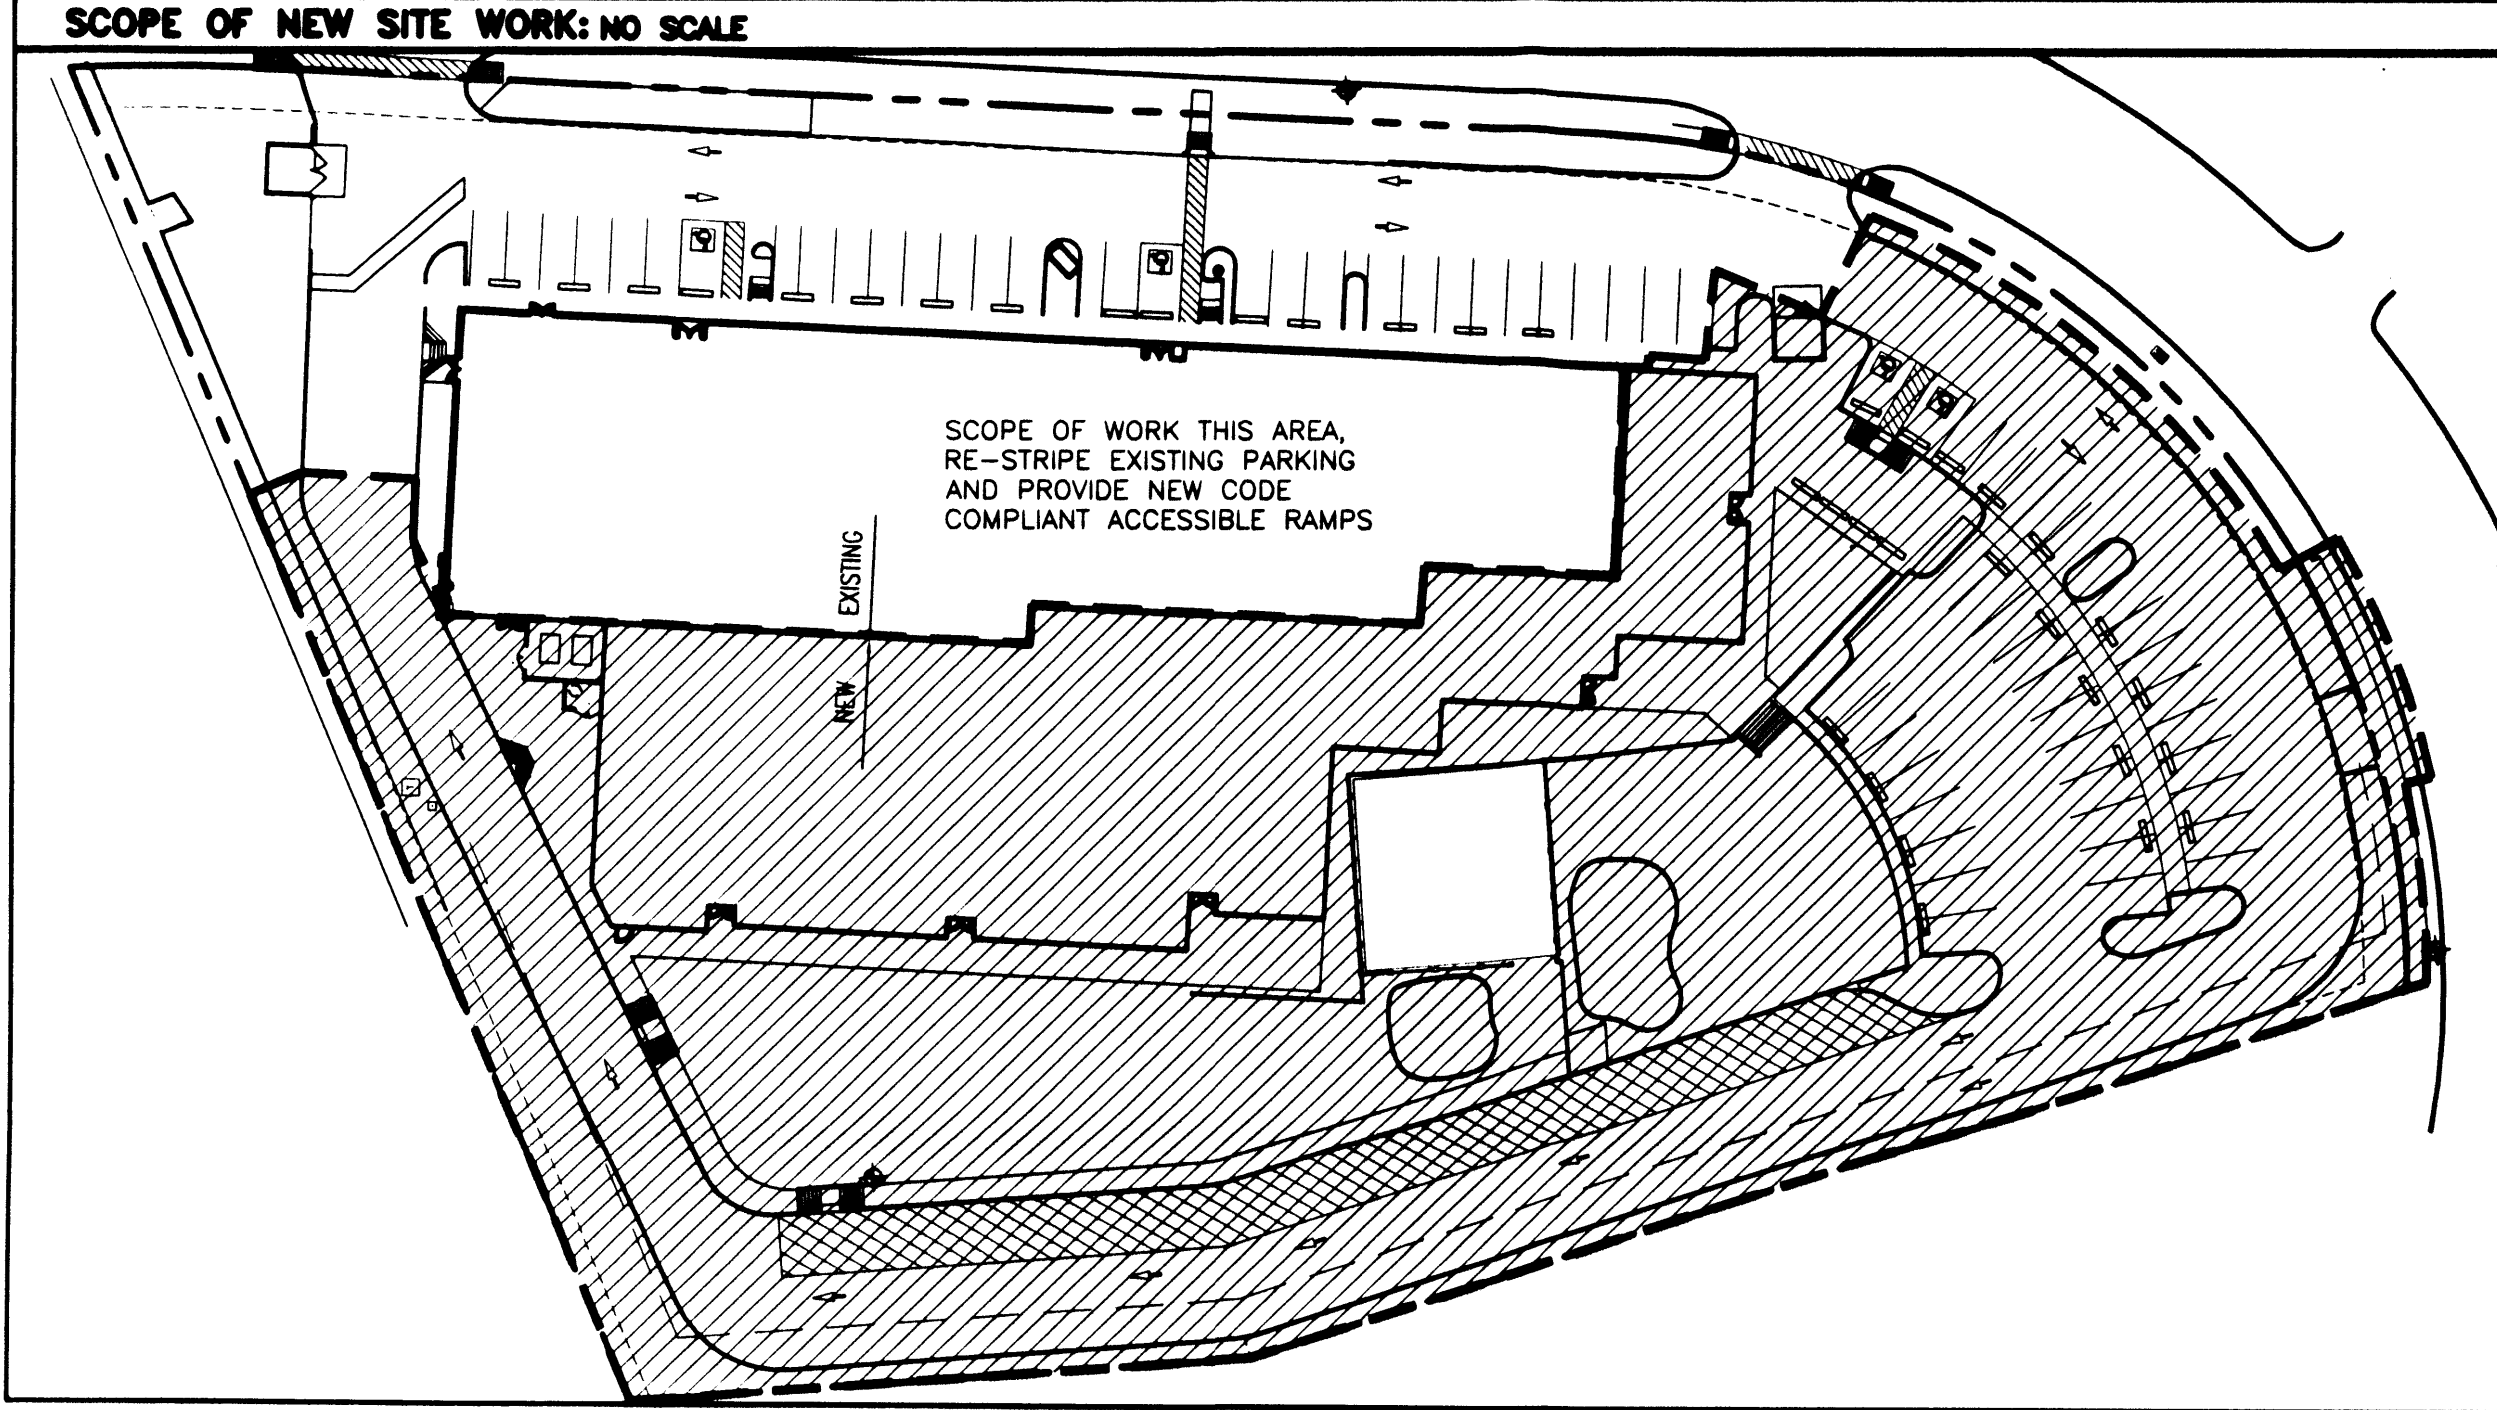 SCOPE OF NEW SITE WORK: NO SCALE
SCOPE OF WORK THIS AREA,
RE-STRIPE EXISTING PARKING
AND PROVIDE NEW CODE
COMPLIANT ACCESSIBLE RAMPS
EXISTING
NEW